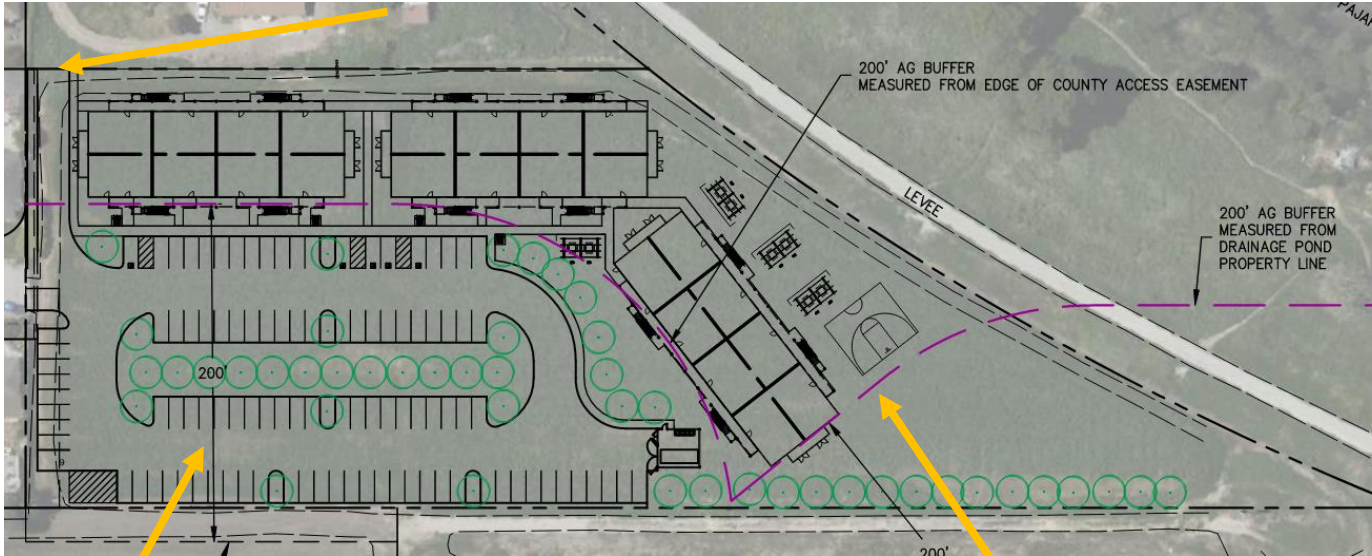 200' AG BUFFER
MEASURED FROM EDGE OF COUNTY ACCESS EASEMENT
LEVEE
200' AG BUFFER
MEASURED FROM
DRAINAGE POND
PROPERTY LINE
200'
200'